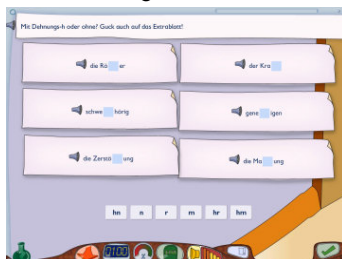 Mit Dehnungs-h oder ohne? Guck auch auf das Extrablatt!
die Rö er
der Kra
schwe hörig
gene igen
die Zerstö ung
die Ma ung
hn n r m hr hm